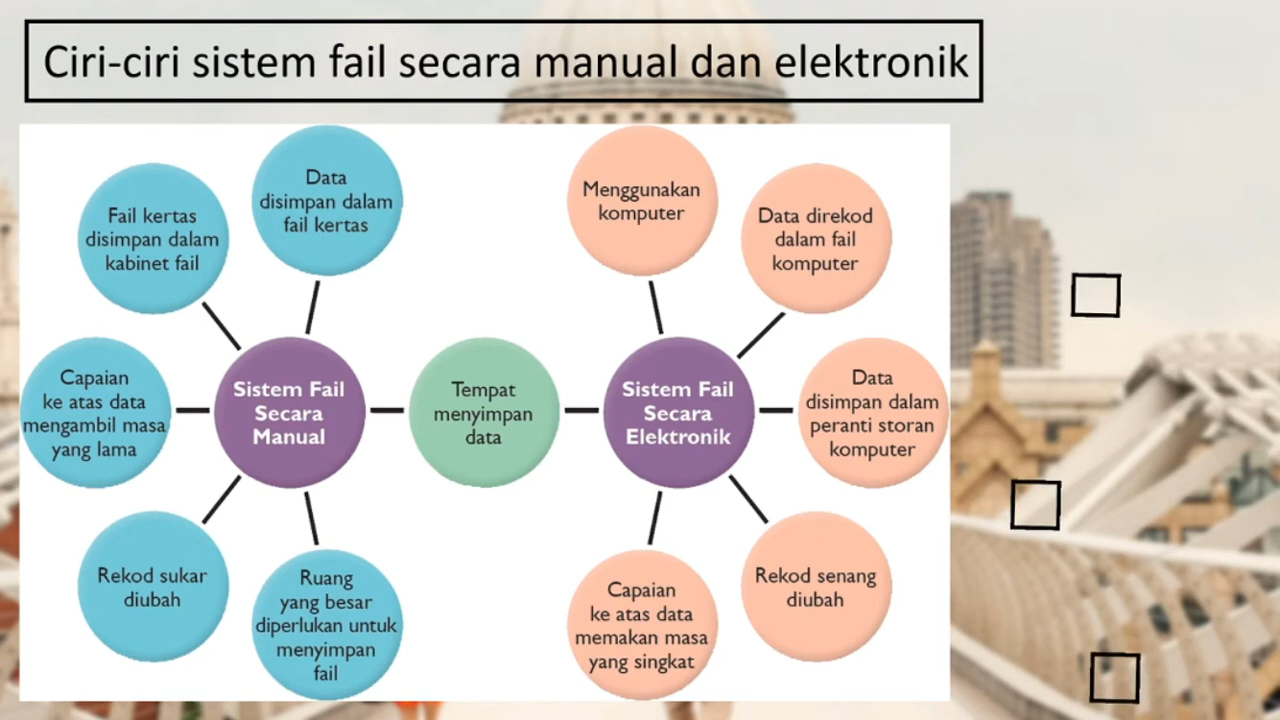 Ciri-ciri sistem fail secara manual dan elektronik
Data
disimpan dalam
fail kertas
Fail kertas
disimpan dalam
kabinet fail
Capaian
ke atas data
mengambil masa
yang lama
Rekod sukar
diubah
Ruang
yang besar
diperlukan untuk
menyimpan
fail
Sistem Fail
Secara
Manual
Tempat
menyimpan
data
Sistem Fail
Secara
Elektronik
Menggunakan
komputer
Data direkod
dalam fail
komputer
Data
disimpan dalam
peranti storan
komputer
Rekod senang
diubah
Capaian
ke atas data
memakan masa
yang singkat